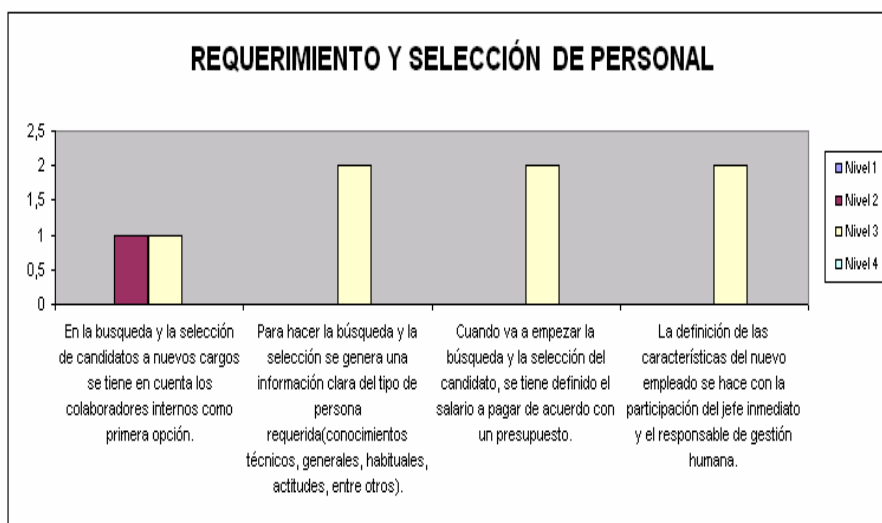 REQUERIMIENTO Y SELECCIÓN DE PERSONAL
2,5
2
1,5
1
0,5
0
Nivel 1
Nivel 2
Nivel 3
Nivel 4
En la busqueda y la selección
de candidatos a nuevos cargos
se tiene en cuenta los
colaboradores internos como
primera opción.
Para hacer la búsqueda y la
selección se genera una
información clara del tipo de
persona
requerida(conocimientos
técnicos, generales, habituales,
actitudes, entre otros).
Cuando va a empezar la
búsqueda y la selección del
candidato, se tiene definido el
salario a pagar de acuerdo con
un presupuesto.
La definición de las
características del nuevo
empleado se hace con la
participación del jefe inmediato
y el responsable de gestión
humana.